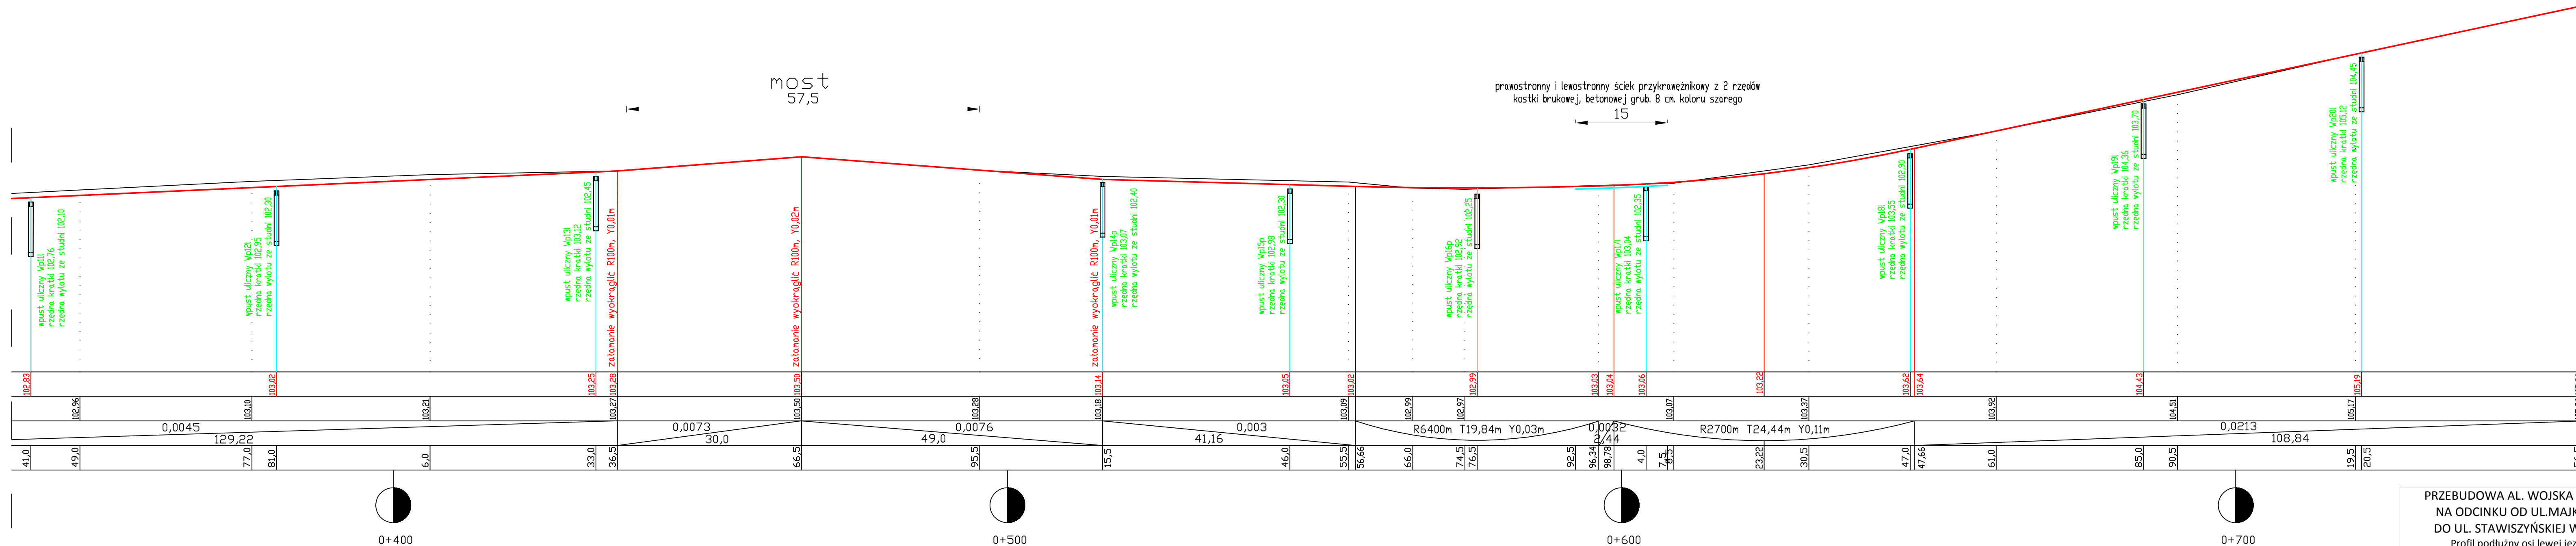 most
57,5
prawostronny i lewostronny ściek przykrawężnikowy z 2 rzędów
kostki brukowej, betonowej grub. 8 cm. koloru szarego
15
wpust uliczny Wp11l
rzędna kratki 102,76
rzędna wylotu ze studni 102,10
wpust uliczny Wp12l
rzędna kratki 102,95
rzędna wylotu ze studni 102,30
wpust uliczny Wp13l
rzędna kratki 103,12
rzędna wylotu ze studni 102,45
załamanie wyokrąglić R100m, Y0,01m
załamanie wyokrąglić R100m, Y0,02m
załamanie wyokrąglić R100m, Y0,01m
wpust uliczny Wp14p
rzędna kratki 103,07
rzędna wylotu ze studni 102,40
wpust uliczny Wp15p
rzędna kratki 102,98
rzędna wylotu ze studni 102,30
wpust uliczny Wp16p
rzędna kratki 102,92
rzędna wylotu ze studni 102,25
wpust uliczny Wp17l
rzędna kratki 103,04
rzędna wylotu ze studni 102,35
wpust uliczny Wp18l
rzędna kratki 103,55
rzędna wylotu ze studni 102,90
wpust uliczny Wp19l
rzędna kratki 104,36
rzędna wylotu ze studni 103,70
wpust uliczny Wp20l
rzędna kratki 105,12
rzędna wylotu ze studni 104,45
102,83 103,02 103,25 103,28 103,50 103,14 103,05 103,02 102,99 103,03 103,04 103,06 103,22 103,62 103,64 104,43 105,19
102,96 103,10 103,21 103,27 103,50 103,28 103,18 103,09 102,99 102,97 103,07 103,37 103,92 104,51 105,17
0,0045 0,0073 0,0076 0,003 R6400m T19,84m Y0,03m 0,0032 R2700m T24,44m Y0,11m 0,0213
129,22 30,0 49,0 41,16 2,44 108,84
41,0 49,0 77,0 81,0 6,0 33,0 36,5 66,5 95,5 15,5 46,0 55,5 56,66 66,0 74,5 76,5 92,5 96,34 98,78 4,0 7,5 8,5 23,22 30,5 47,0 47,66 61,0 85,0 90,5 19,5 20,5
0+400 0+500 0+600 0+700
PRZEBUDOWA AL. WOJSKA
NA ODCINKU OD UL.MAJK
DO UL. STAWISZYŃSKIEJ W
Profil podłużny osi lewej jez